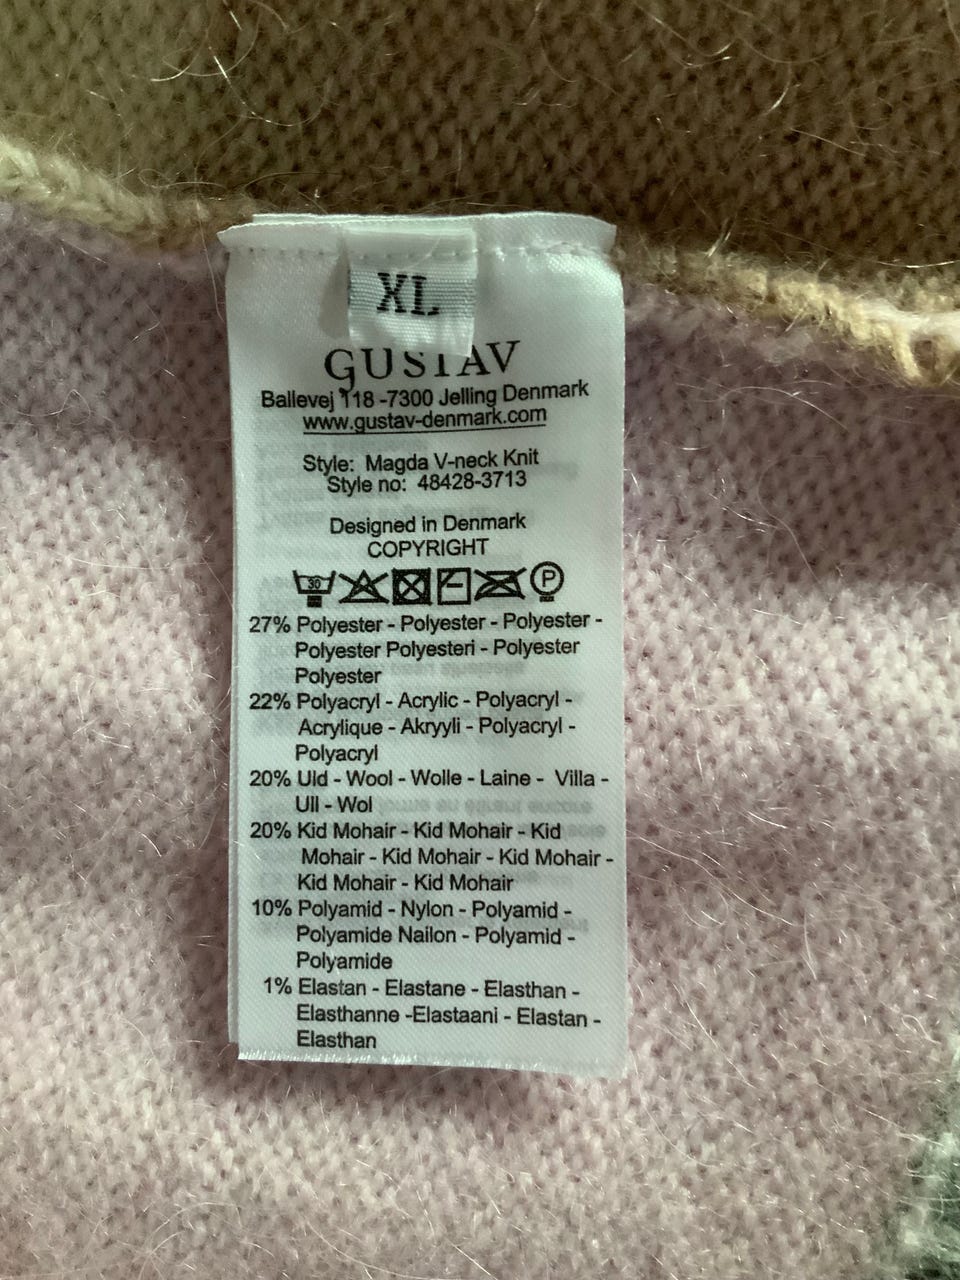 XL
GUSTAV
Ballevej 118 -7300 Jelling Denmark
www.gustav-denmark.com
Style: Magda V-neck Knit
Style no: 48428-3713
Designed in Denmark
COPYRIGHT
30 P
27% Polyester - Polyester - Polyester -
Polyester Polyesteri - Polyester
Polyester
22% Polyacryl - Acrylic - Polyacryl -
Acrylique - Akryyli - Polyacryl -
Polyacryl
20% Uld - Wool - Wolle - Laine - Villa -
Ull - Wol
20% Kid Mohair - Kid Mohair - Kid
Mohair - Kid Mohair - Kid Mohair -
Kid Mohair - Kid Mohair
10% Polyamid - Nylon - Polyamid -
Polyamide Nailon - Polyamid -
Polyamide
1% Elastan - Elastane - Elasthan -
Elasthanne -Elastaani - Elastan -
Elasthan